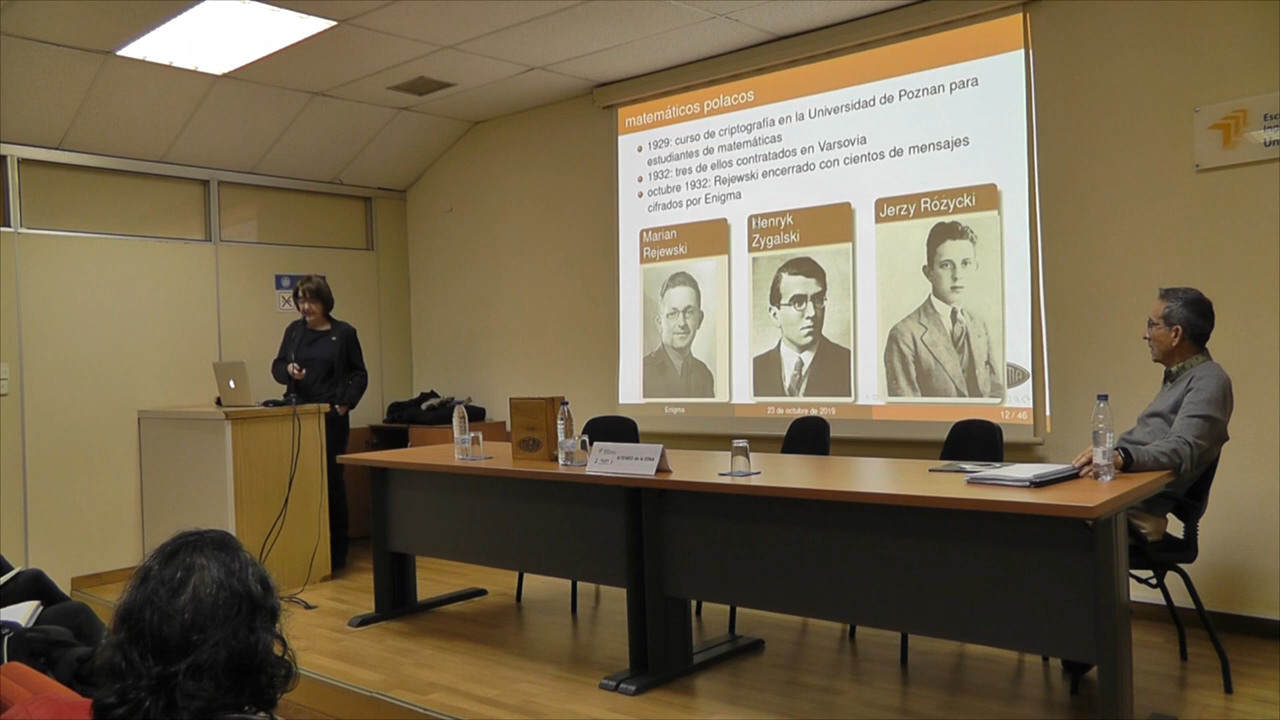 matemáticos polacos
1929: curso de criptografía en la Universidad de Poznan para
estudiantes de matemáticas
1932: tres de ellos contratados en Varsovia
octubre 1932: Rejewski encerrado con cientos de mensajes
cifrados por Enigma
Marian
Rejewski
Henryk
Zygalski
Jerzy Różycki
Enigma
23 de octubre de 2019
12 / 46